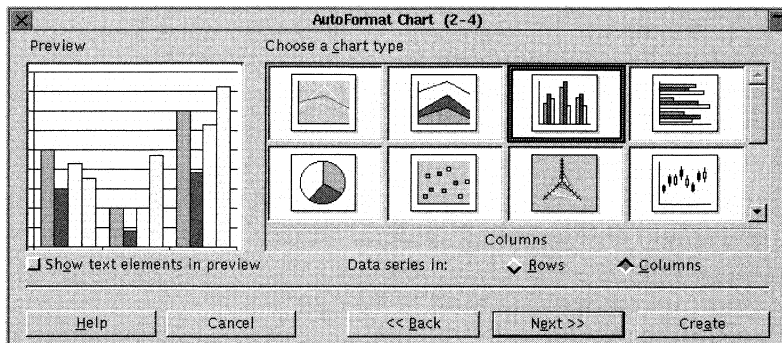 AutoFormat Chart (2-4)
Preview
Choose a chart type
Columns
Show text elements in preview
Data series in:
Rows
Columns
Help
Cancel
<< Back
Next >>
Create